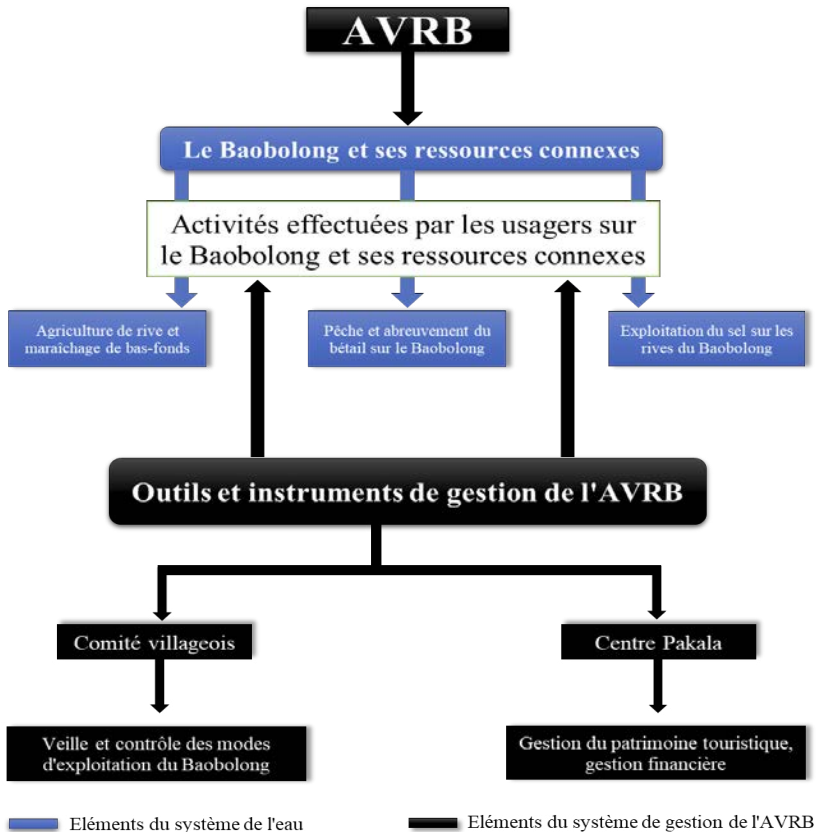 AVRB
Le Baobolong et ses ressources connexes
Activités effectuées par les usagers sur
le Baobolong et ses ressources connexes
Agriculture de rive et
maraîchage de bas-fonds
Pêche et abreuvement du
bétail sur le Baobolong
Exploitation du sel sur les
rives du Baobolong
Outils et instruments de gestion de l'AVRB
Comité villageois
Centre Pakala
Veille et contrôle des modes
d'exploitation du Baobolong
Gestion du patrimoine touristique,
gestion financière
Eléments du système de l'eau
Eléments du système de gestion de l'AVRB